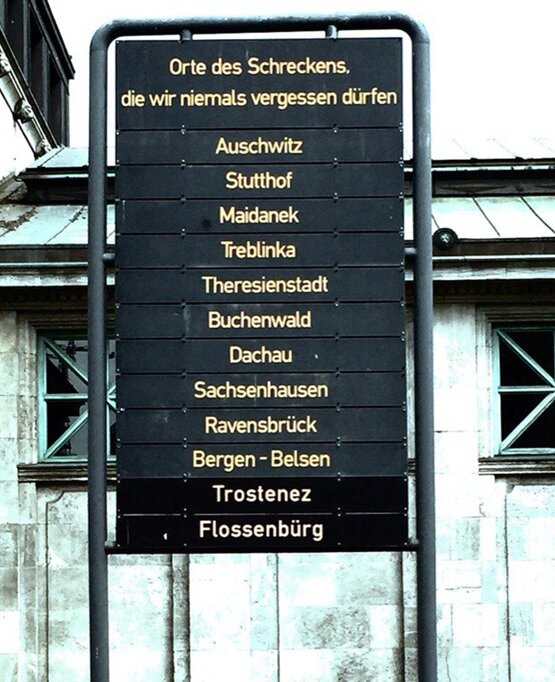 Orte des Schreckens,
die wir niemals vergessen dürfen
Auschwitz
Stutthof
Maidanek
Treblinka
Theresienstadt
Buchenwald
Dachau
Sachsenhausen
Ravensbrück
Bergen - Belsen
Trostenez
Flossenbürg